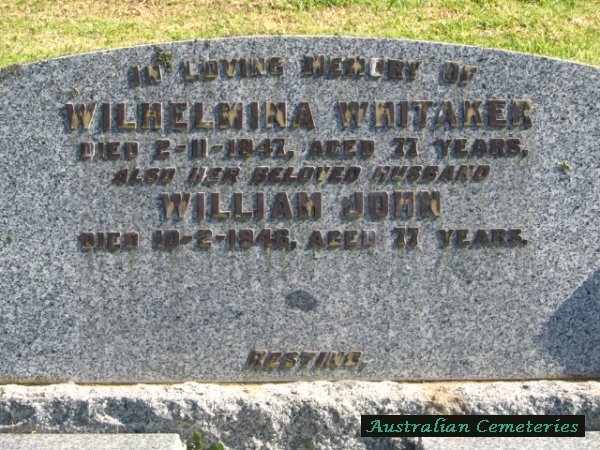 IN LOVING MEMORY OF
WILHELMINA WHITAKER
DIED 2-11-1947, AGED 77 YEARS,
ALSO HER BELOVED HUSBAND
WILLIAM JOHN
DIED 10-2-1948, AGED 77 YEARS.
RESTING.
Australian Cemeteries